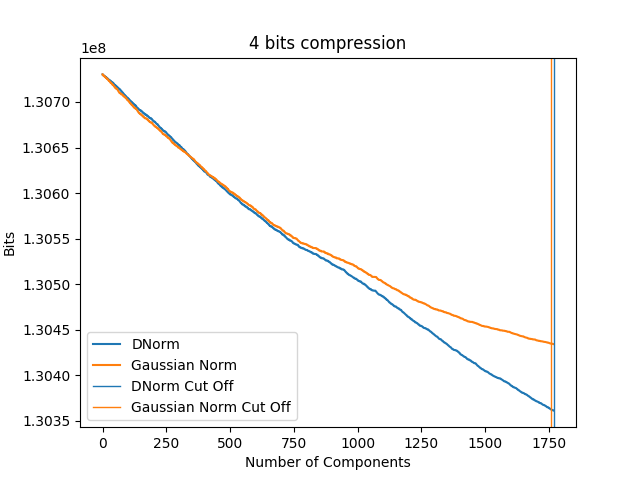 4 bits compression
1e8
1.3070
1.3065
1.3060
1.3055
1.3050
1.3045
1.3040
1.3035
Bits
DNorm
Gaussian Norm
DNorm Cut Off
Gaussian Norm Cut Off
0 250 500 750 1000 1250 1500 1750
Number of Components